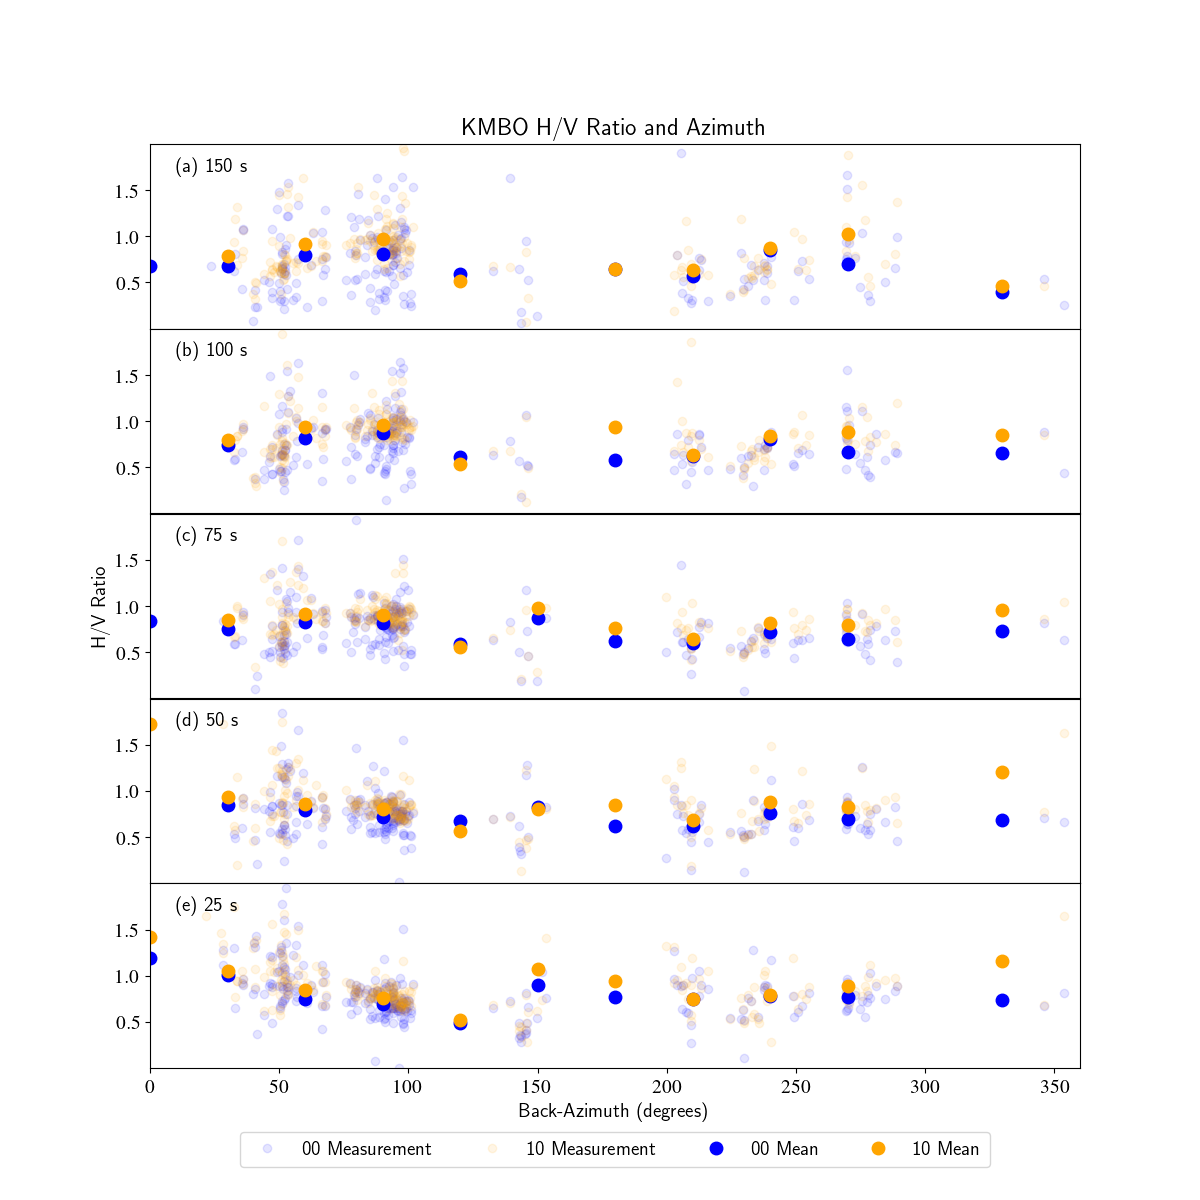 KMBO H/V Ratio and Azimuth
(a) 150 s
1.5
1.0
0.5
(b) 100 s
1.5
1.0
0.5
(c) 75 s
1.5
1.0
0.5
H/V Ratio
(d) 50 s
1.5
1.0
0.5
(e) 25 s
1.5
1.0
0.5
0 50 100 150 200 250 300 350
Back-Azimuth (degrees)
00 Measurement 10 Measurement 00 Mean 10 Mean